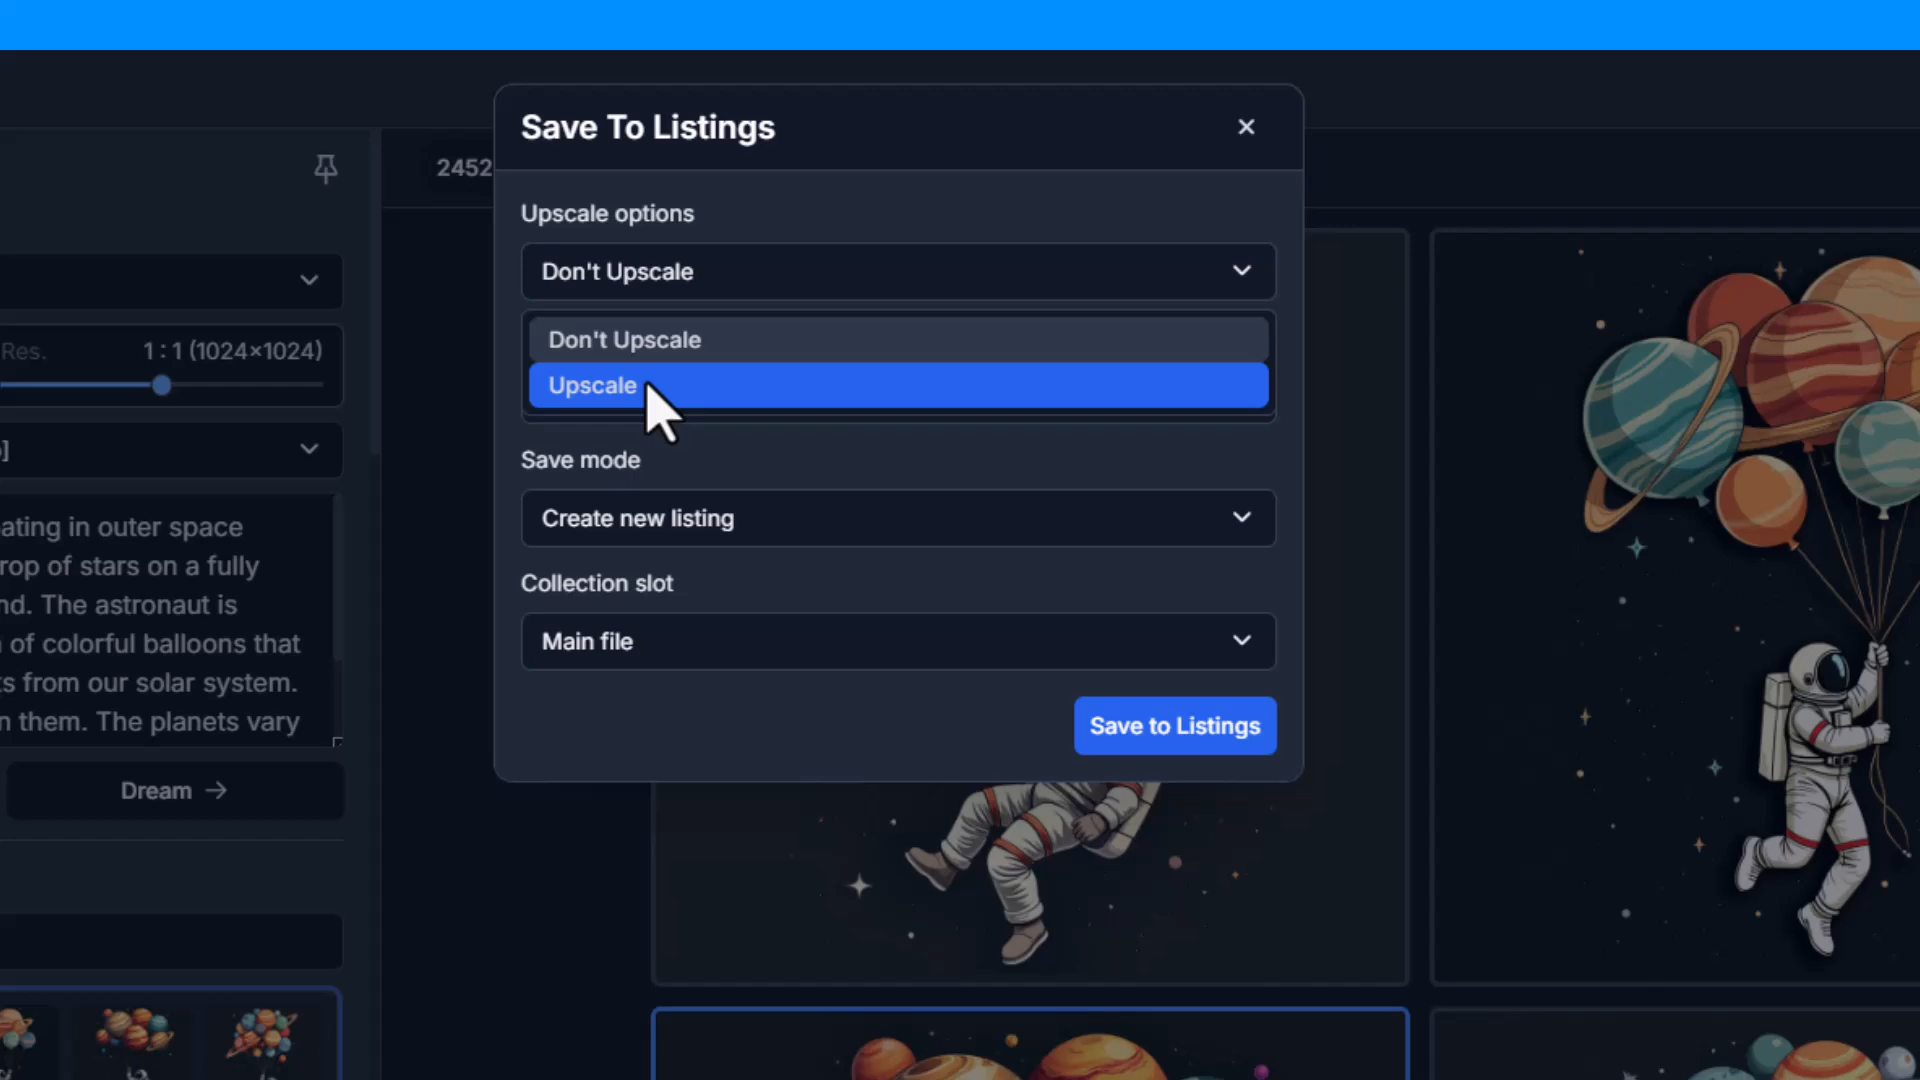 Save To Listings
2452
Upscale options
Don't Upscale
Don't Upscale
Upscale
Save mode
Create new listing
Collection slot
Main file
Save to Listings
Res.
1 : 1 (1024×1024)
]
ating in outer space
rop of stars on a fully
nd. The astronaut is
of colorful balloons that
s from our solar system.
n them. The planets vary
Dream →